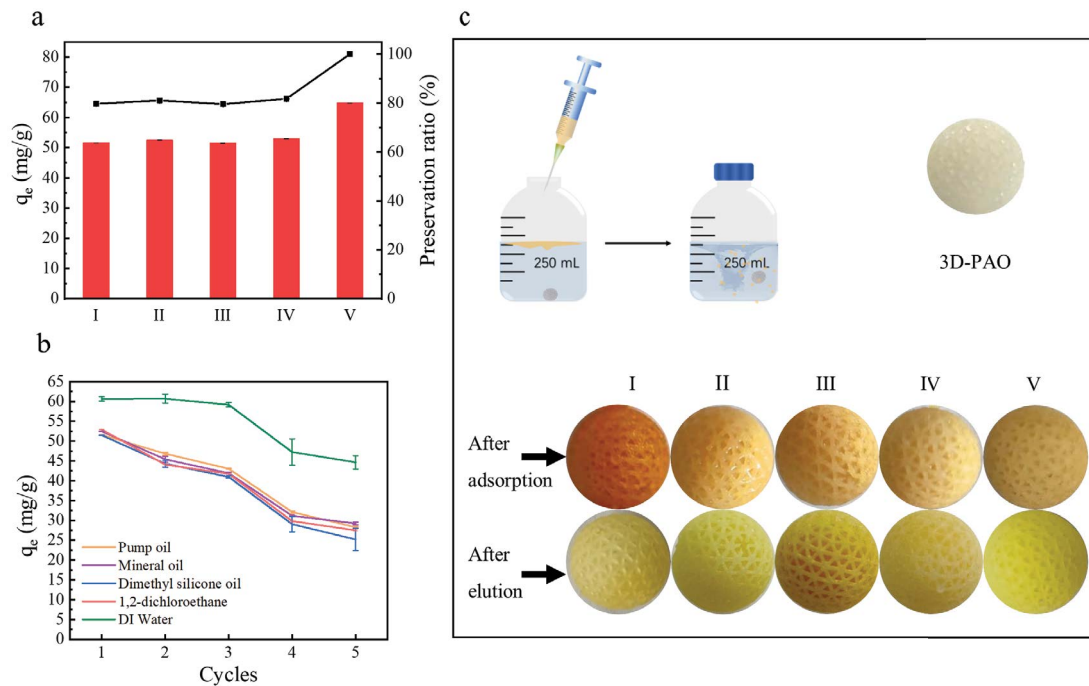 a
80
70
60
50
40
30
20
10
0
qe (mg/g)
100
80
60
40
20
0
Preservation ratio (%)
I II III IV V
b
65
60
55
50
45
40
35
30
25
20
15
10
5
0
qe (mg/g)
Pump oil
Mineral oil
Dimethyl silicone oil
1,2-dichloroethane
DI Water
1 2 3 4 5
Cycles
c
250 mL
250 mL
3D-PAO
I II III IV V
After
adsorption
After
elution